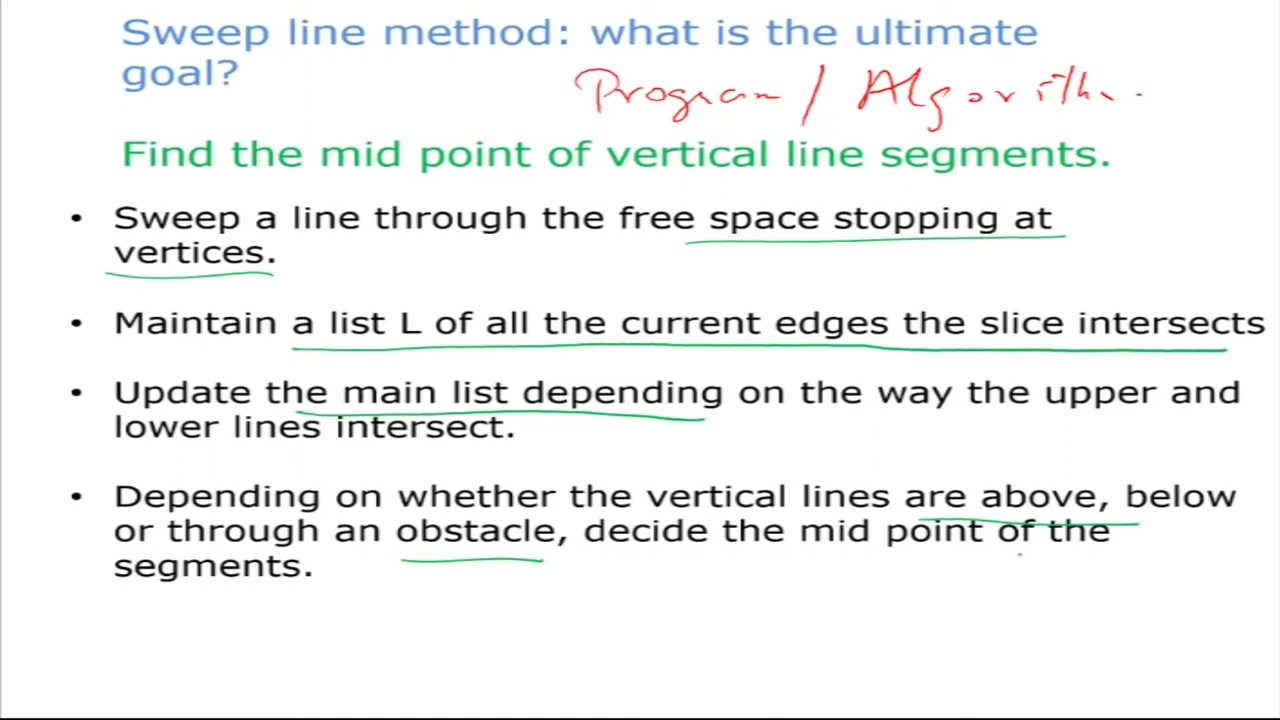 Sweep line method: what is the ultimate
goal?
Program / Algorithm.
Find the mid point of vertical line segments.
• Sweep a line through the free space stopping at
vertices.
• Maintain a list L of all the current edges the slice intersects
• Update the main list depending on the way the upper and
lower lines intersect.
• Depending on whether the vertical lines are above, below
or through an obstacle, decide the mid point of the
segments.